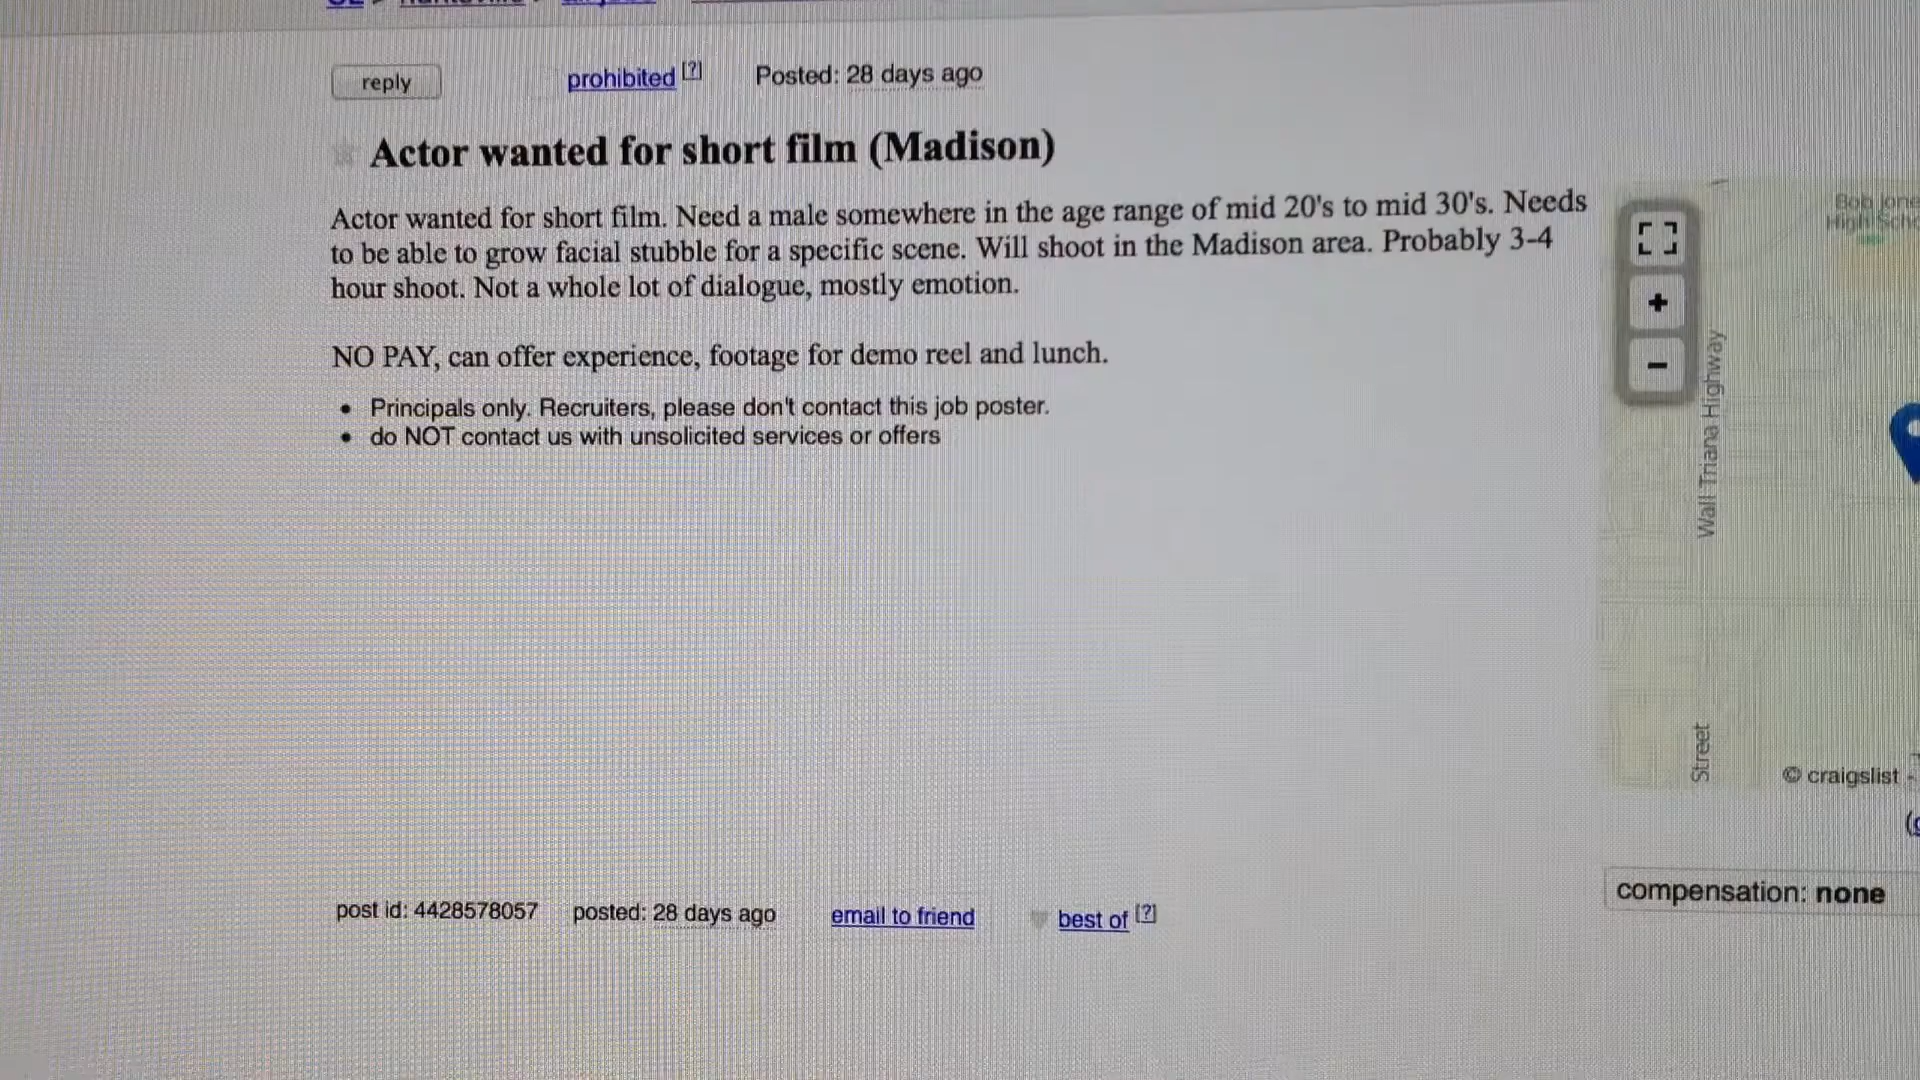 reply
prohibited [?]
Posted: 28 days ago
Actor wanted for short film (Madison)
Actor wanted for short film. Need a male somewhere in the age range of mid 20's to mid 30's. Needs
to be able to grow facial stubble for a specific scene. Will shoot in the Madison area. Probably 3-4
hour shoot. Not a whole lot of dialogue, mostly emotion.
NO PAY, can offer experience, footage for demo reel and lunch.
• Principals only. Recruiters, please don't contact this job poster.
• do NOT contact us with unsolicited services or offers
+
−
Wall Triana Highway
Street
© craigslist
compensation: none
post id: 4428578057
posted: 28 days ago
email to friend
best of [?]